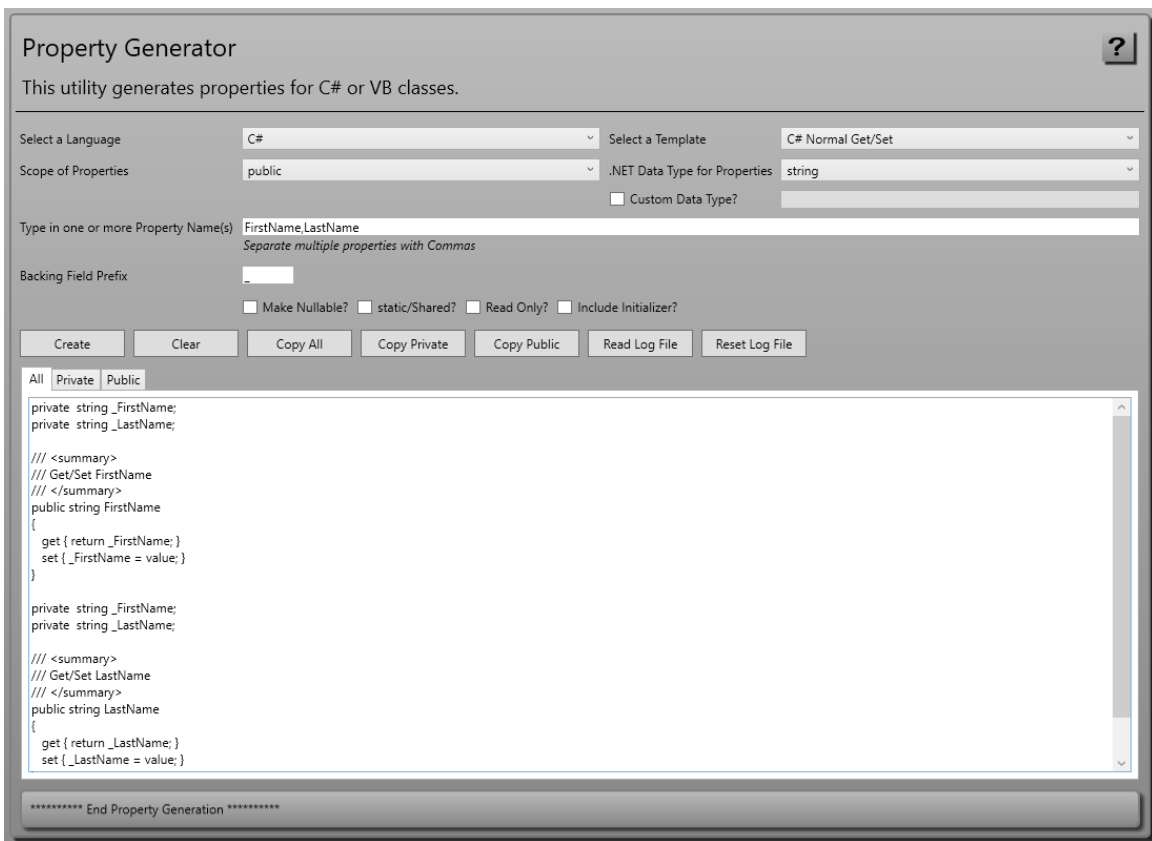 Property Generator
?
This utility generates properties for C# or VB classes.
Select a Language C# Select a Template C# Normal Get/Set
Scope of Properties public .NET Data Type for Properties string
Custom Data Type?
Type in one or more Property Name(s) FirstName,LastName
Separate multiple properties with Commas
Backing Field Prefix _
Make Nullable? static/Shared? Read Only? Include Initializer?
Create Clear Copy All Copy Private Copy Public Read Log File Reset Log File
All Private Public
private  string _FirstName;
private  string _LastName;
/// <summary>
/// Get/Set FirstName
/// </summary>
public string FirstName
{
get { return _FirstName; }
set { _FirstName = value; }
}
private  string _FirstName;
private  string _LastName;
/// <summary>
/// Get/Set LastName
/// </summary>
public string LastName
{
get { return _LastName; }
set { _LastName = value; }
********** End Property Generation **********